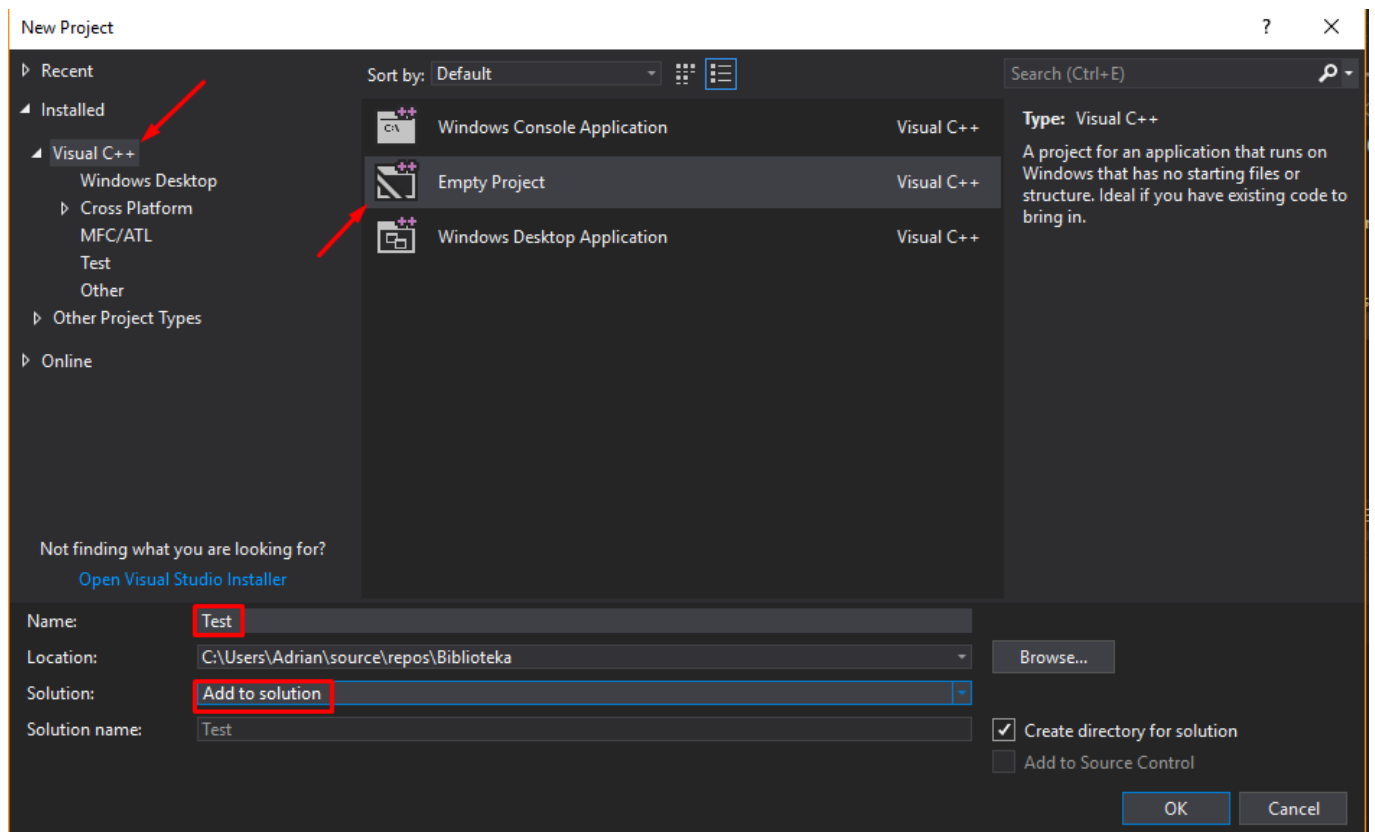 New Project
?
Recent
Installed
Visual C++
Windows Desktop
Cross Platform
MFC/ATL
Test
Other
Other Project Types
Online
Not finding what you are looking for?
Open Visual Studio Installer
Sort by: Default
Windows Console Application Visual C++
Empty Project Visual C++
Windows Desktop Application Visual C++
Search (Ctrl+E)
Type: Visual C++
A project for an application that runs on
Windows that has no starting files or
structure. Ideal if you have existing code to
bring in.
Name: Test
Location: C:\Users\Adrian\source\repos\Biblioteka Browse...
Solution: Add to solution
Solution name: Test
Create directory for solution
Add to Source Control
OK Cancel